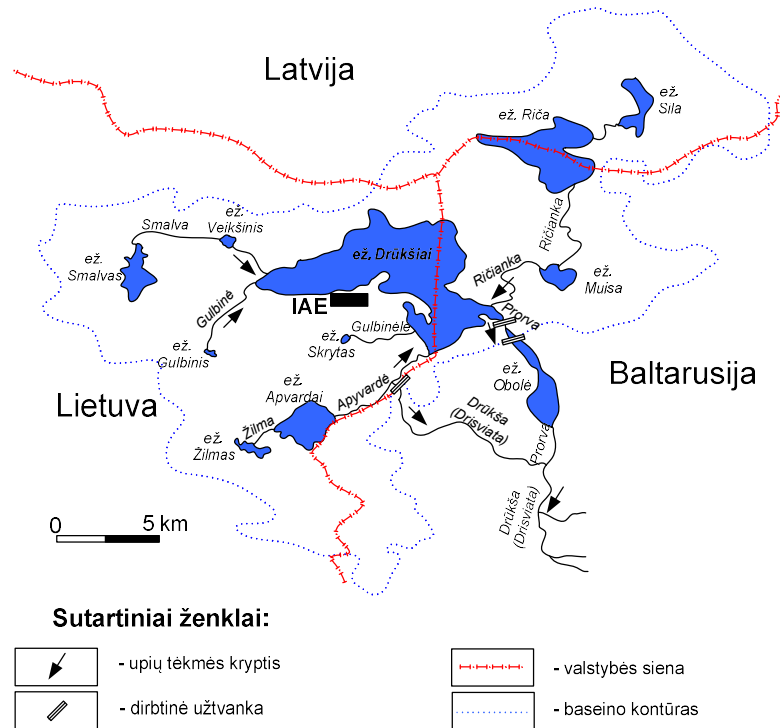 Latvija
ež.
Sila
ež. Riča
Smalva
ež.
Veikšinis
ež.
Smalvas
ež. Drūkšiai
Ričianka
Ričianka
ež.
Muisa
Gulbinė
IAE
Prorva
Gulbinėlė
ež.
Skrytas
ež.
Gulbinis
ež.
Obolė
Baltarusija
Lietuva
ež.
Apvardai
Apyvardė
Žilma
ež.
Žilmas
Drūkša
(Drisviata)
Prorva
Drūkša
(Drisviata)
0 5 km
Sutartiniai ženklai:
- upių tėkmės kryptis
- valstybės siena
- dirbtinė užtvanka
- baseino kontūras